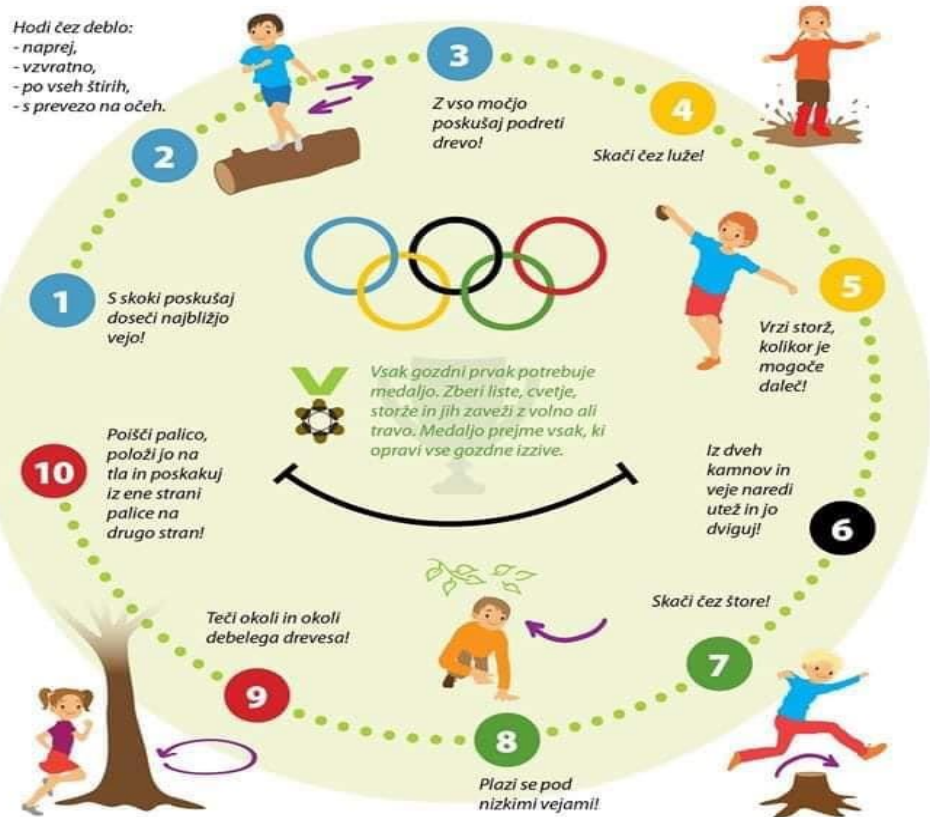 1
S skoki poskušaj
doseči najbližjo
vejo!
2
Hodi čez deblo:
- naprej,
- vzvratno,
- po vseh štirih,
- s prevezo na očeh.
3
Z vso močjo
poskušaj podreti
drevo!
4
Skači čez luže!
5
Vrzi storž,
kolikor je
mogoče
daleč!
6
Iz dveh
kamnov in
veje naredi
utež in jo
dviguj!
7
Skači čez štore!
8
Plazi se pod
nizkimi vejami!
9
Teči okoli in okoli
debelega drevesa!
10
Poišči palico,
položi jo na
tla in poskakuj
iz ene strani
palice na
drugo stran!
Vsak gozdni prvak potrebuje
medaljo. Zberi liste, cvetje,
storže in jih zaveži z volno ali
travo. Medaljo prejme vsak, ki
opravi vse gozdne izzive.